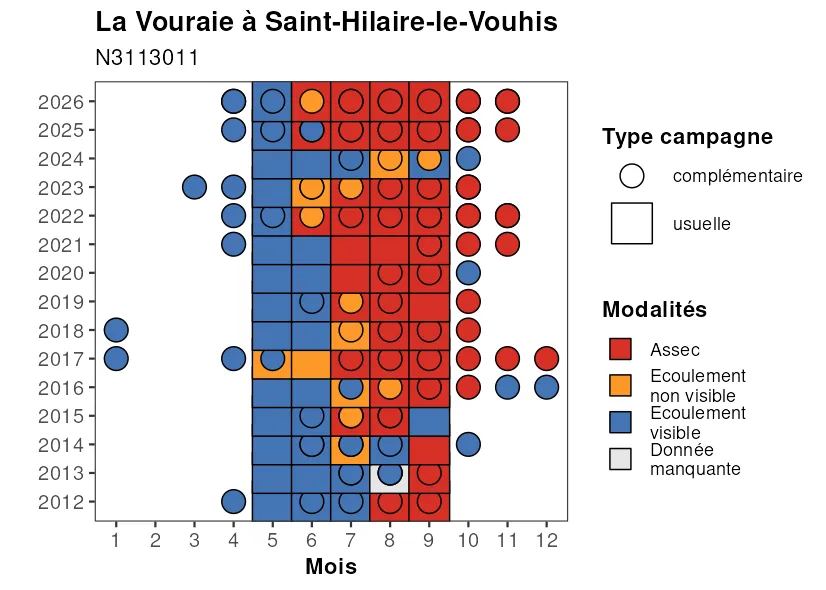 La Vouraie à Saint-Hilaire-le-Vouhis
N3113011
2026
2025
2024
2023
2022
2021
2020
2019
2018
2017
2016
2015
2014
2013
2012
1 2 3 4 5 6 7 8 9 10 11 12
Mois
Type campagne
complémentaire
usuelle
Modalités
Assec
Ecoulement
non visible
Ecoulement
visible
Donnée
manquante